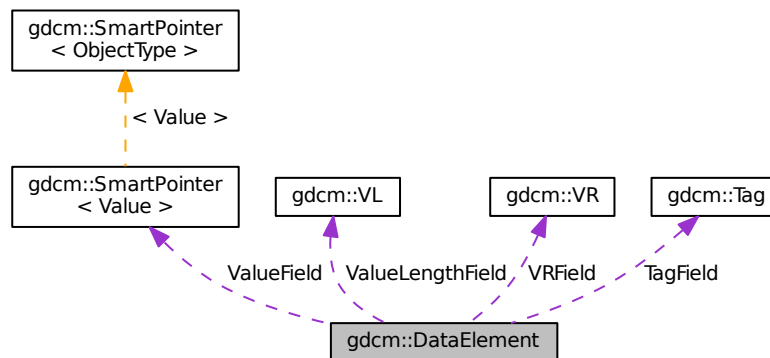 gdcm::SmartPointer
< ObjectType >
< Value >
gdcm::SmartPointer
< Value >
gdcm::VL
gdcm::VR
gdcm::Tag
ValueField
ValueLengthField
VRField
TagField
gdcm::DataElement